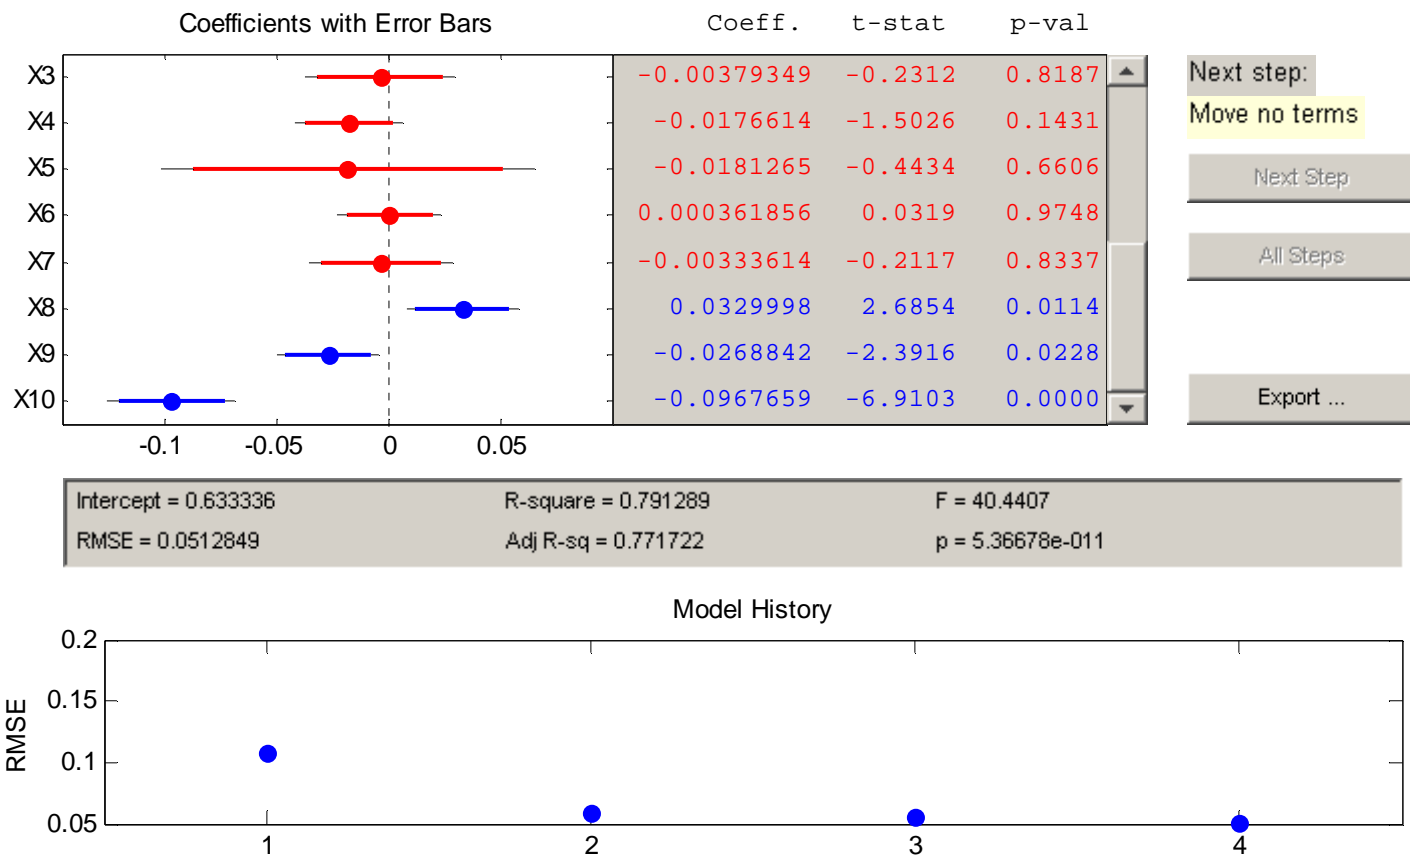 Coefficients with Error Bars Coeff. t-stat p-val
X3 -0.00379349 -0.2312 0.8187 Next step:
X4 -0.0176614 -1.5026 0.1431 Move no terms
X5 -0.0181265 -0.4434 0.6606 Next Step
X6 0.000361856 0.0319 0.9748
X7 -0.00333614 -0.2117 0.8337 All Steps
X8 0.0329998 2.6854 0.0114
X9 -0.0268842 -2.3916 0.0228
X10 -0.0967659 -6.9103 0.0000 Export ...
-0.1 -0.05 0 0.05
Intercept = 0.633336 R-square = 0.791289 F = 40.4407
RMSE = 0.0512849 Adj R-sq = 0.771722 p = 5.36678e-011
Model History
0.2
0.15
0.1
0.05
RMSE
1 2 3 4